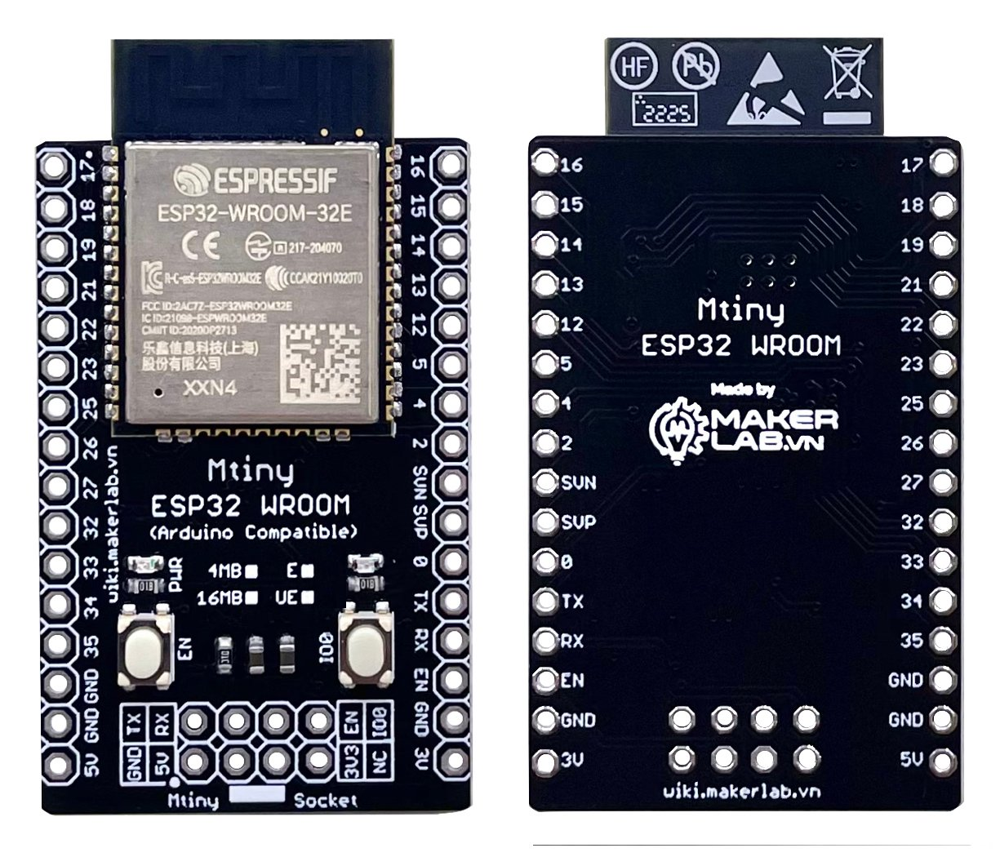 ESPRESSIF
ESP32-WROOM-32E
CE
217-204070
R-C-es5-ESP32WROOM32E
CCAK21Y10020T0
FCC ID:2AC7Z-ESP32WROOM32E
IC ID:21098-ESPWROOM32E
CMIIT ID:2020DP2713
乐鑫信息科技(上海)
股份有限公司
XXN4
17
18
19
21
22
23
25
26
27
32
33
34
35
GND
GND
5V
16
15
14
13
12
5
4
2
SVN
SVP
0
TX
RX
EN
GND
3V
wiki.makerlab.vn
Mtiny
ESP32 WROOM
(Arduino Compatible)
PWR
4MB
E
16MB
UE
01B
01B
EN
IO0
TX
RX
EN
IO0
GND
5V
3V3
NC
Mtiny
Socket
HF
Pb
2225
16
15
14
13
12
5
4
2
SVN
SVP
0
TX
RX
EN
GND
3V
17
18
19
21
22
23
25
26
27
32
33
34
35
GND
GND
5V
Mtiny
ESP32 WROOM
Made by
MAKER
LAB.VN
wiki.makerlab.vn